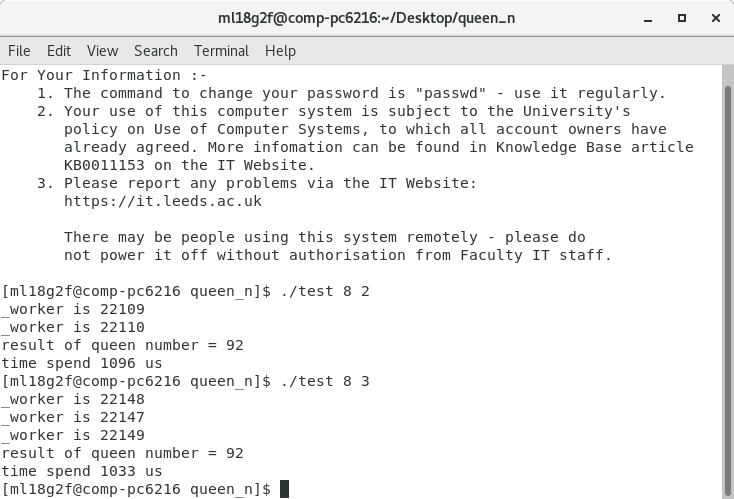 ml18g2f@comp-pc6216:~/Desktop/queen_n
File Edit View Search Terminal Help
For Your Information :-
1. The command to change your password is "passwd" - use it regularly.
2. Your use of this computer system is subject to the University's
policy on Use of Computer Systems, to which all account owners have
already agreed. More infomation can be found in Knowledge Base article
KB0011153 on the IT Website.
3. Please report any problems via the IT Website:
https://it.leeds.ac.uk
There may be people using this system remotely - please do
not power it off without authorisation from Faculty IT staff.
[ml18g2f@comp-pc6216 queen_n]$ ./test 8 2
_worker is 22109
_worker is 22110
result of queen number = 92
time spend 1096 us
[ml18g2f@comp-pc6216 queen_n]$ ./test 8 3
_worker is 22148
_worker is 22147
_worker is 22149
result of queen number = 92
time spend 1033 us
[ml18g2f@comp-pc6216 queen_n]$